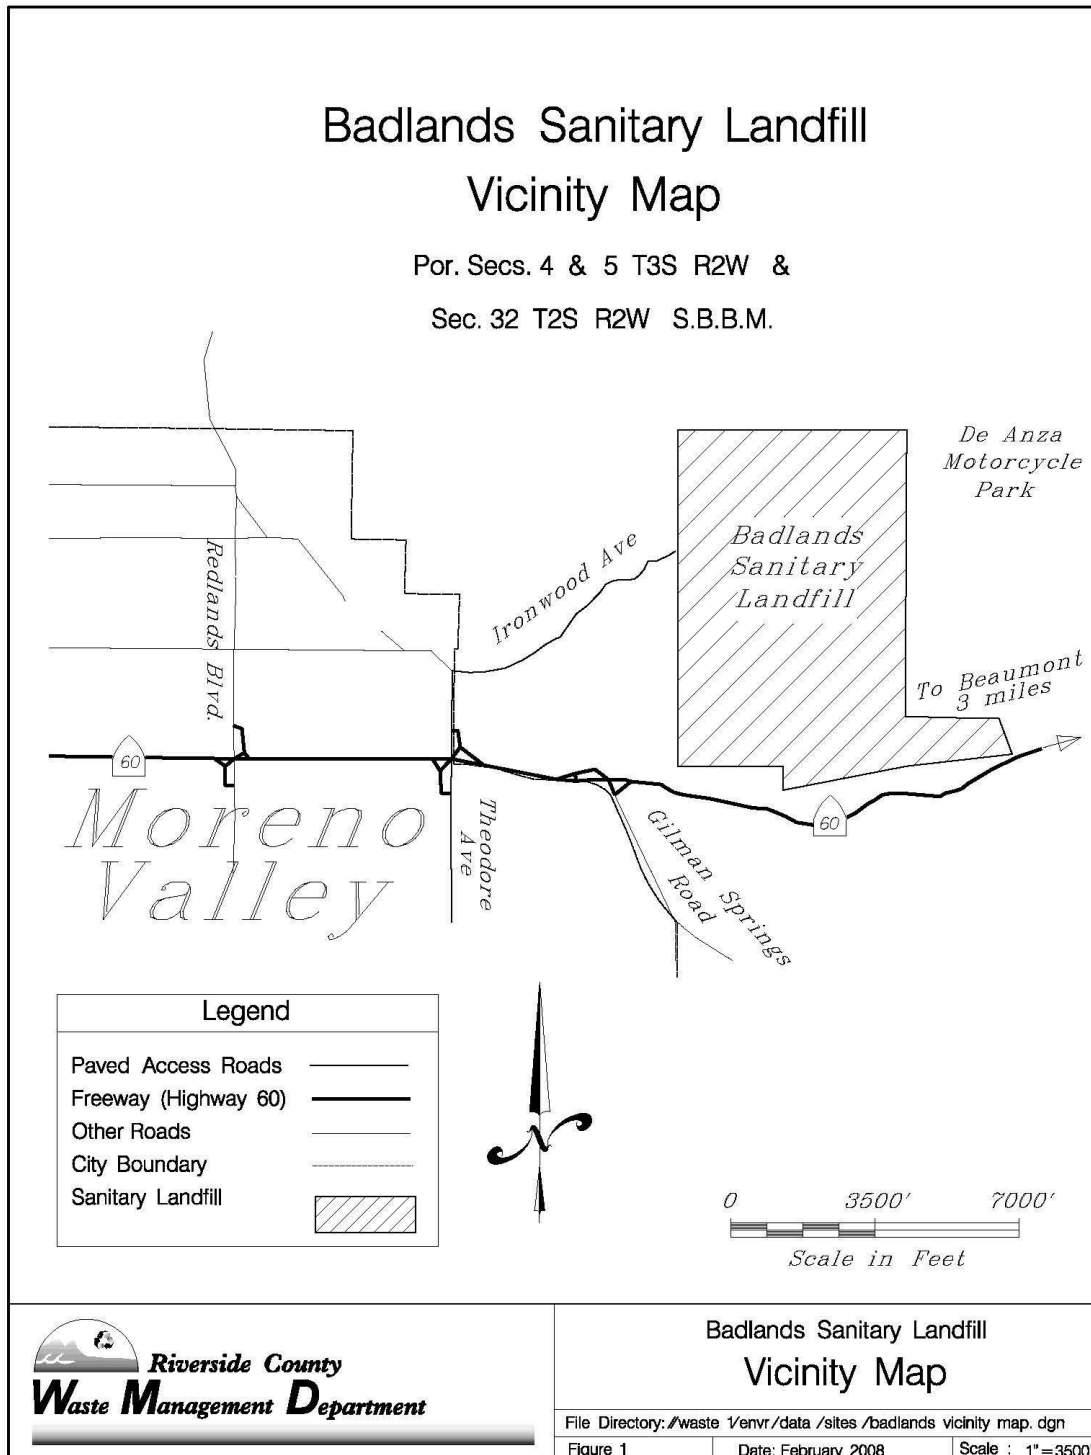 Badlands Sanitary Landfill
Vicinity Map
Por. Secs. 4 & 5 T3S R2W &
Sec. 32 T2S R2W S.B.B.M.
De Anza
Motorcycle
Park
Badlands
Sanitary
Landfill
Ironwood Ave
Redlands Blvd.
To Beaumont
3 miles
60
60
Moreno
Valley
Theodore
Ave
Gilman Springs
Road
Legend
Paved Access Roads
Freeway (Highway 60)
Other Roads
City Boundary
Sanitary Landfill
N
0 3500' 7000'
Scale in Feet
Riverside County
Waste Management Department
Badlands Sanitary Landfill
Vicinity Map
File Directory: //waste 1/envr/data /sites /badlands vicinity map. dgn
Figure 1 Date: February 2008 Scale : 1"=3500